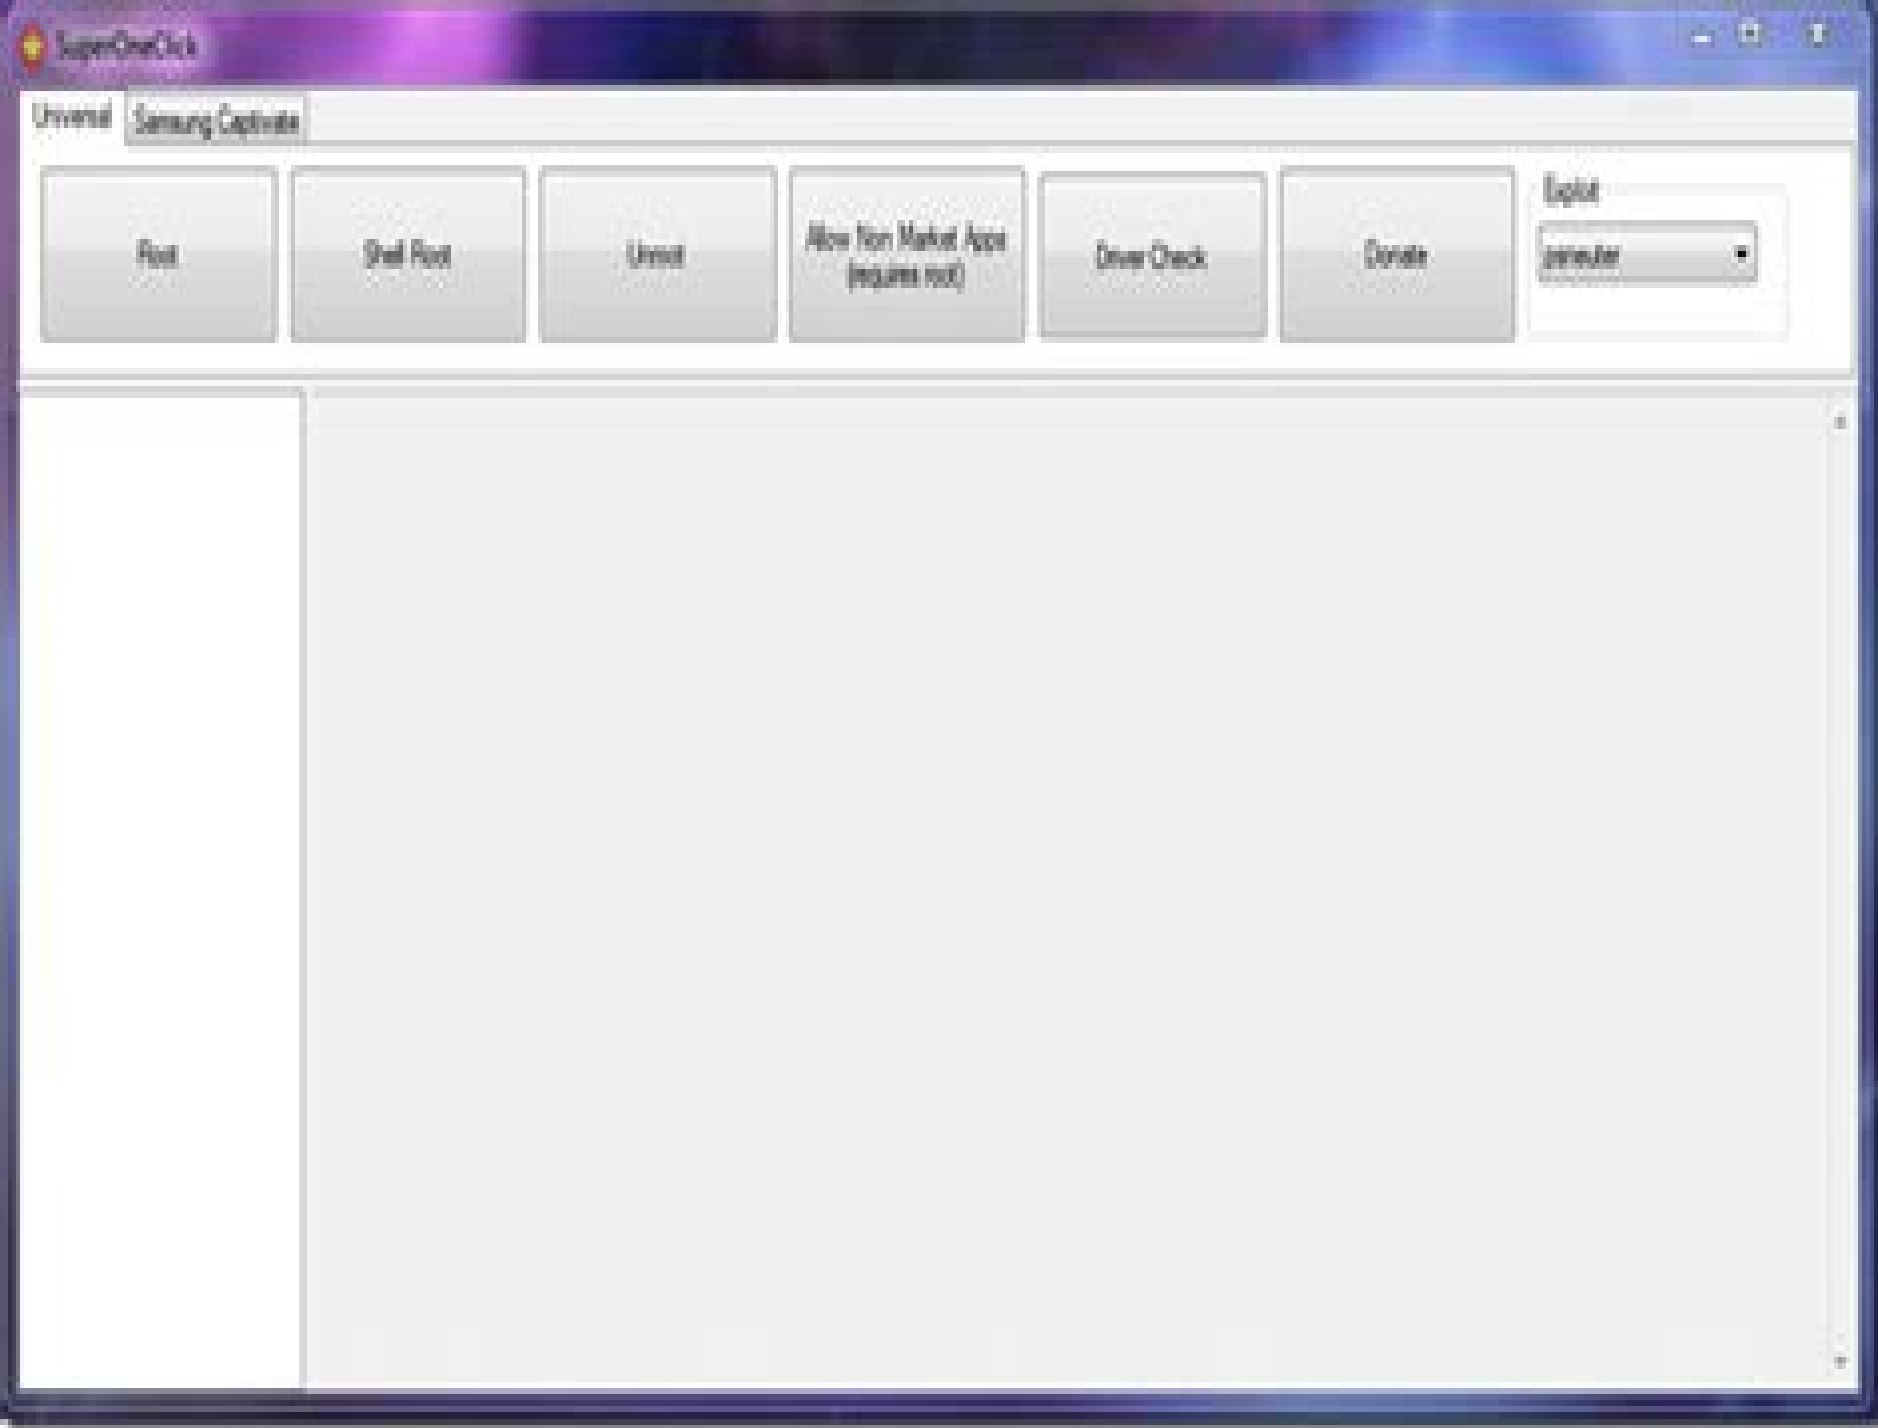 SuperOneClick
Universal
Samsung Captivate
Root
Shell Root
Unroot
Allow Non Market Apps
(requires root)
Driver Check
Donate
Exploit
psneuter